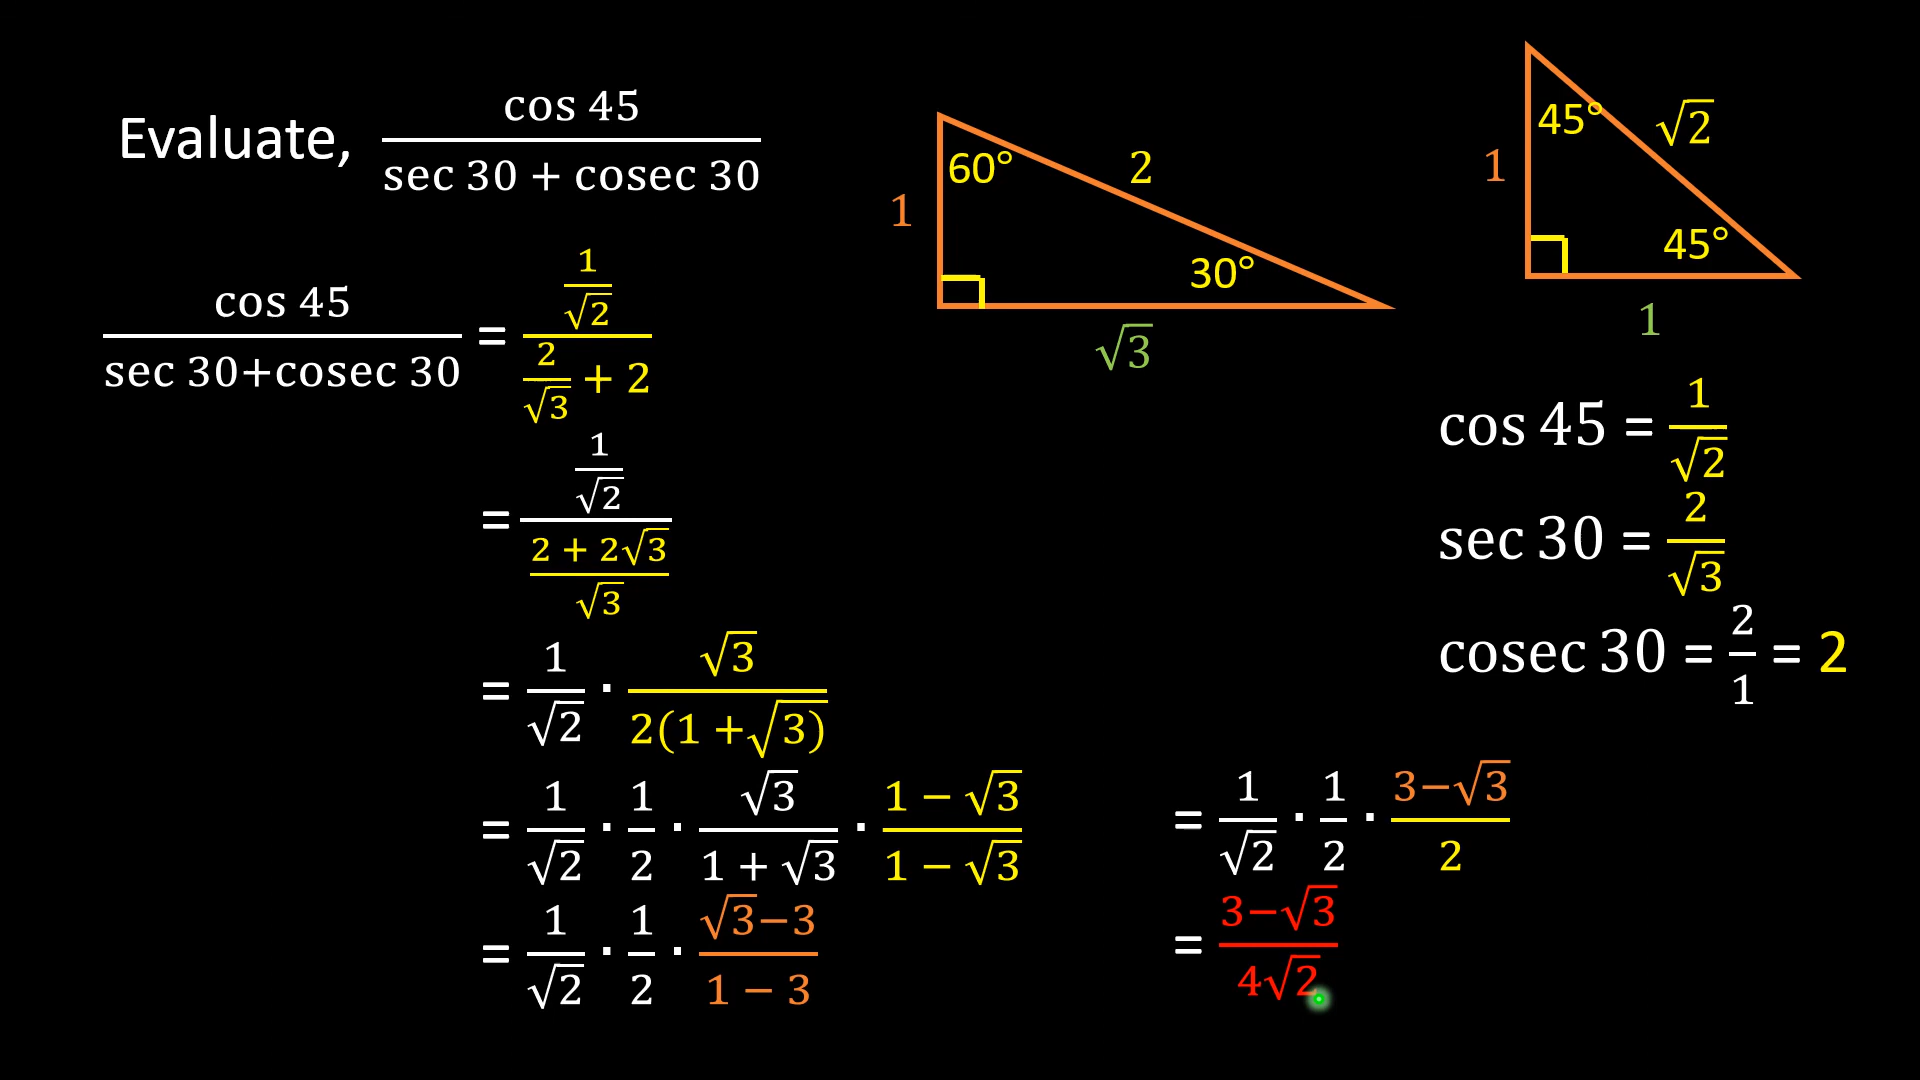 Evaluate, cos 45 / (sec 30 + cosec 30)
60°
2
1
30°
√3
45°
√2
1
45°
1
cos 45 / (sec 30+cosec 30) = (1/√2) / (2/√3 + 2)
= (1/√2) / ((2 + 2√3)/√3)
= 1/√2 · √3/(2(1 +√3))
= 1/√2 · 1/2 · √3/(1 + √3) · (1 − √3)/(1 − √3)
= 1/√2 · 1/2 · (√3−3)/(1 − 3)
cos 45 = 1/√2
sec 30 = 2/√3
cosec 30 = 2/1 = 2
= 1/√2 · 1/2 · (3−√3)/2
= (3−√3)/(4√2)